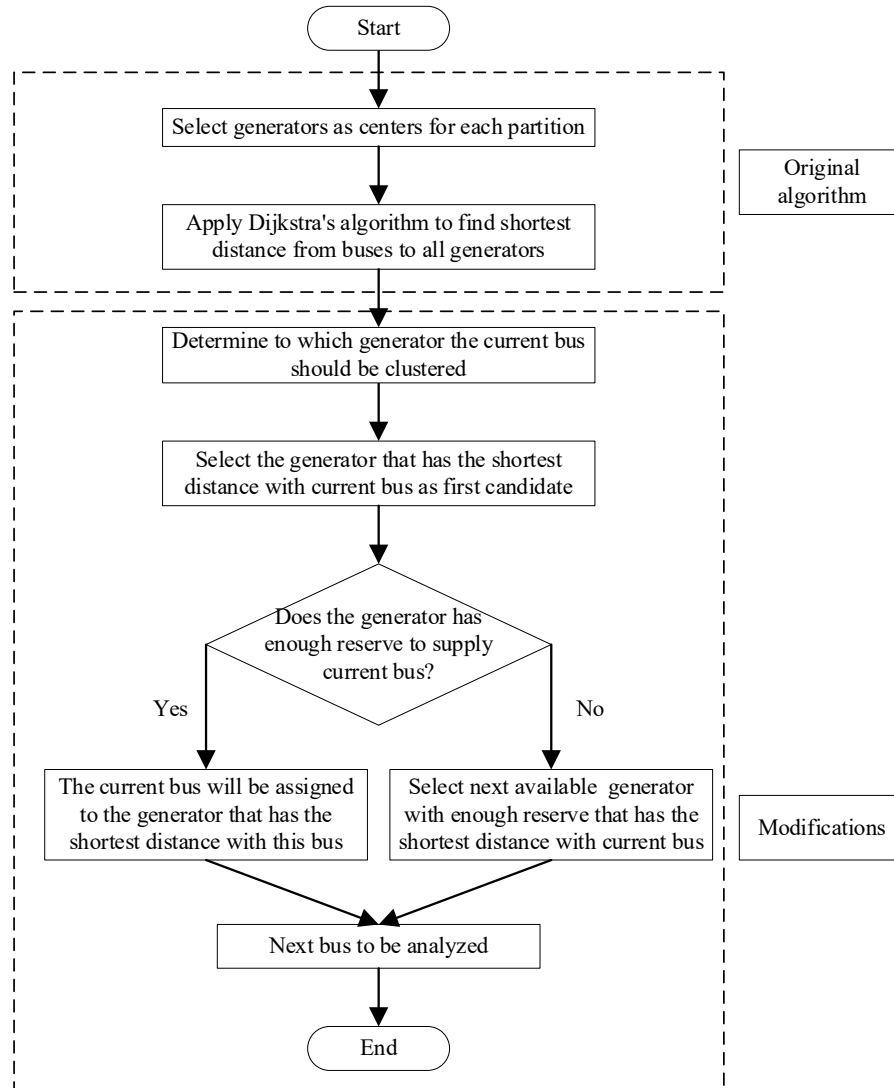 Start
Select generators as centers for each partition
Original
algorithm
Apply Dijkstra's algorithm to find shortest
distance from buses to all generators
Determine to which generator the current bus
should be clustered
Select the generator that has the shortest
distance with current bus as first candidate
Does the generator has
enough reserve to supply
current bus?
Yes
No
The current bus will be assigned
to the generator that has the
shortest distance with this bus
Select next available generator
with enough reserve that has the
shortest distance with current bus
Modifications
Next bus to be analyzed
End